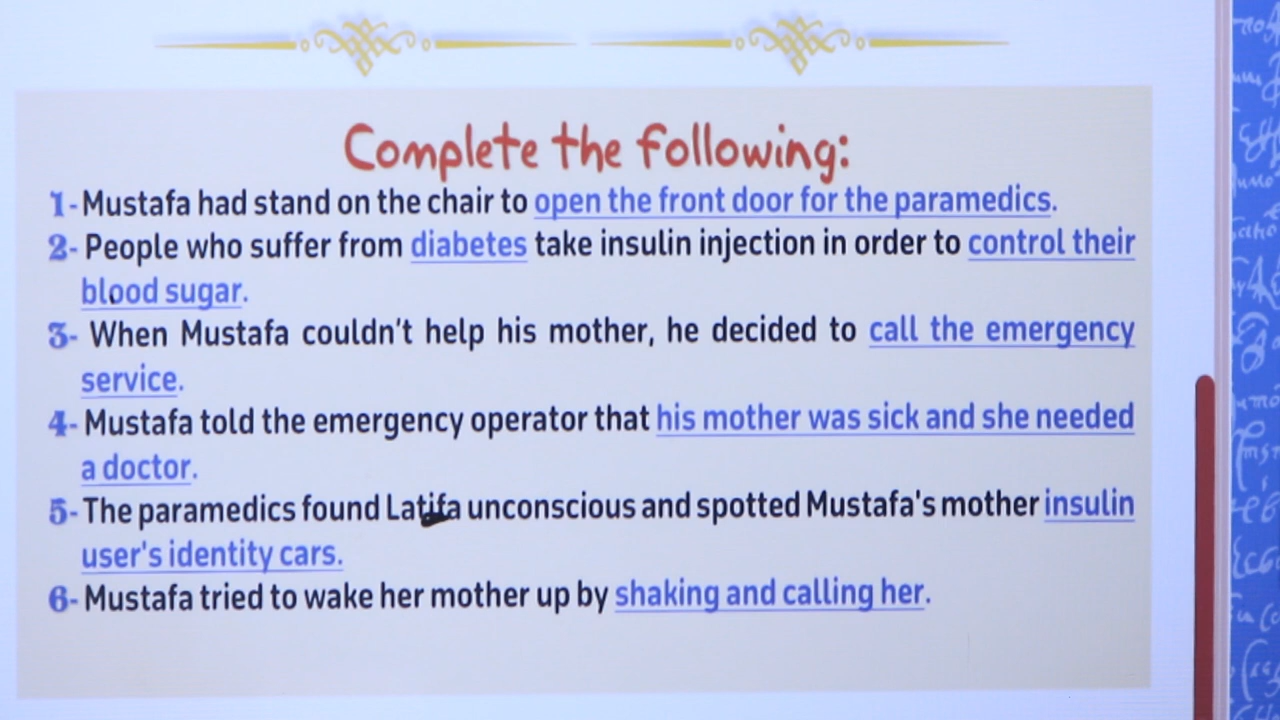 Complete the following:
1- Mustafa had stand on the chair to open the front door for the paramedics.
2- People who suffer from diabetes take insulin injection in order to control their
blood sugar.
3- When Mustafa couldn't help his mother, he decided to call the emergency
service.
4- Mustafa told the emergency operator that his mother was sick and she needed
a doctor.
5- The paramedics found Latifa unconscious and spotted Mustafa's mother insulin
user's identity cars.
6- Mustafa tried to wake her mother up by shaking and calling her.